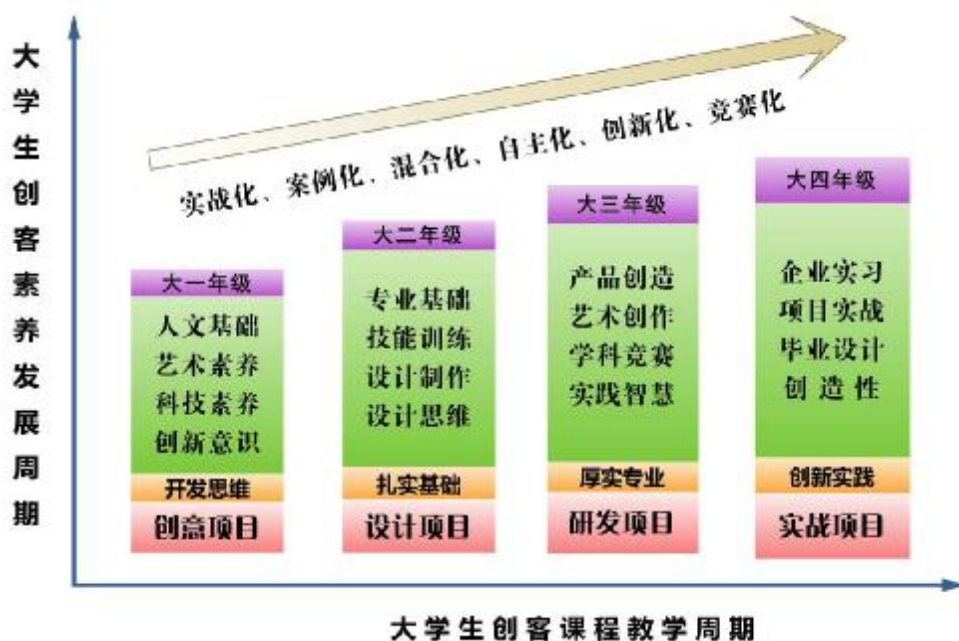 大学生创客素养发展周期
实战化、案例化、混合化、自主化、创新化、竞赛化
大一年级
人文基础
艺术素养
科技素养
创新意识
开发思维
创意项目
大二年级
专业基础
技能训练
设计制作
设计思维
扎实基础
设计项目
大三年级
产品创造
艺术创作
学科竞赛
实践智慧
厚实专业
研发项目
大四年级
企业实习
项目实战
毕业设计
创造性
创新实践
实战项目
大学生创客课程教学周期